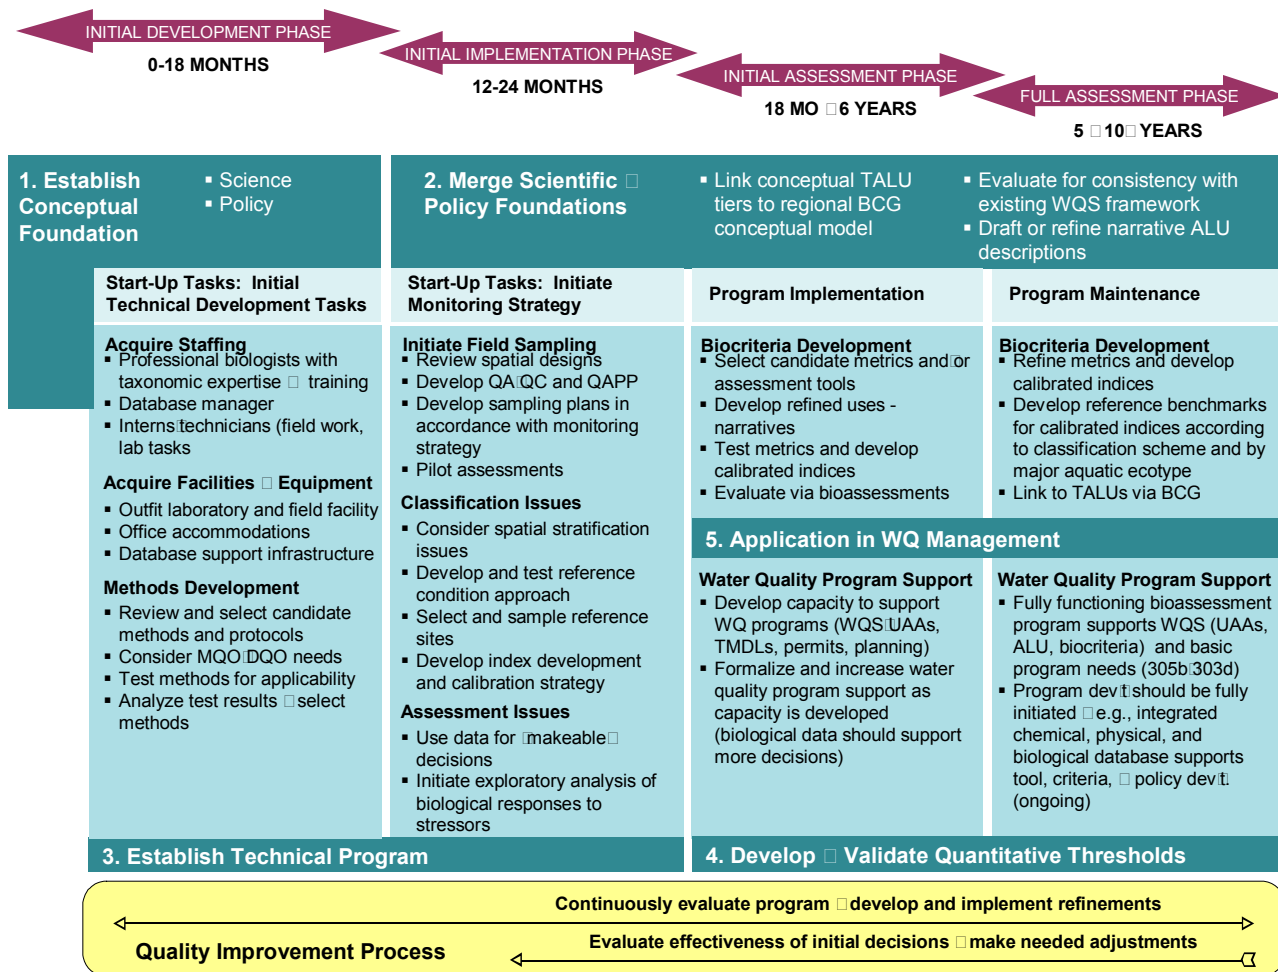 INITIAL DEVELOPMENT PHASE
0-18 MONTHS
INITIAL IMPLEMENTATION PHASE
12-24 MONTHS
INITIAL ASSESSMENT PHASE
18 MO □ 6 YEARS
FULL ASSESSMENT PHASE
5 □ 10□ YEARS
1. Establish
Conceptual
Foundation
▪ Science
▪ Policy
2. Merge Scientific □
Policy Foundations
▪ Link conceptual TALU
tiers to regional BCG
conceptual model
▪ Evaluate for consistency with
existing WQS framework
▪ Draft or refine narrative ALU
descriptions
Start-Up Tasks: Initial
Technical Development Tasks
Acquire Staffing
▪ Professional biologists with
taxonomic expertise □ training
▪ Database manager
▪ Interns□technicians (field work,
lab tasks
Acquire Facilities □ Equipment
▪ Outfit laboratory and field facility
▪ Office accommodations
▪ Database support infrastructure
Methods Development
▪ Review and select candidate
methods and protocols
▪ Consider MQO□DQO needs
▪ Test methods for applicability
▪ Analyze test results □ select
methods
Start-Up Tasks: Initiate
Monitoring Strategy
Initiate Field Sampling
▪ Review spatial designs
▪ Develop QA□QC and QAPP
▪ Develop sampling plans in
accordance with monitoring
strategy
▪ Pilot assessments
Classification Issues
▪ Consider spatial stratification
issues
▪ Develop and test reference
condition approach
▪ Select and sample reference
sites
▪ Develop index development
and calibration strategy
Assessment Issues
▪ Use data for □makeable□
decisions
▪ Initiate exploratory analysis of
biological responses to
stressors
3. Establish Technical Program
Program Implementation
Biocriteria Development
▪ Select candidate metrics and□or
assessment tools
▪ Develop refined uses -
narratives
▪ Test metrics and develop
calibrated indices
▪ Evaluate via bioassessments
Program Maintenance
Biocriteria Development
▪ Refine metrics and develop
calibrated indices
▪ Develop reference benchmarks
for calibrated indices according
to classification scheme and by
major aquatic ecotype
▪ Link to TALUs via BCG
5. Application in WQ Management
Water Quality Program Support
▪ Develop capacity to support
WQ programs (WQS□UAAs,
TMDLs, permits, planning)
▪ Formalize and increase water
quality program support as
capacity is developed
(biological data should support
more decisions)
Water Quality Program Support
▪ Fully functioning bioassessment
program supports WQS (UAAs,
ALU, biocriteria) and basic
program needs (305b□303d)
▪ Program dev□t should be fully
initiated □ e.g., integrated
chemical, physical, and
biological database supports
tool, criteria, □ policy dev□t.
(ongoing)
4. Develop □ Validate Quantitative Thresholds
Continuously evaluate program □ develop and implement refinements
Quality Improvement Process
Evaluate effectiveness of initial decisions □ make needed adjustments